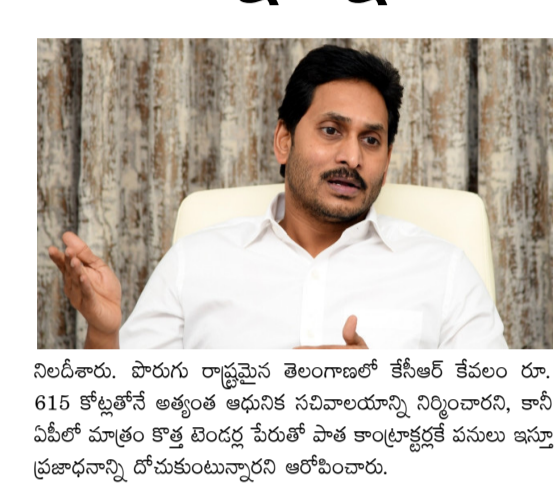 నిలదీశారు. పొరుగు రాష్ట్రమైన తెలంగాణలో కేసీఆర్ కేవలం రూ.
615 కోట్లతోనే అత్యంత ఆధునిక సచివాలయాన్ని నిర్మించారని, కానీ
ఏపీలో మాత్రం కొత్త టెండర్ల పేరుతో పాత కాంట్రాక్టర్లకే పనులు ఇస్తూ
ప్రజాధనాన్ని దోచుకుంటున్నారని ఆరోపించారు.